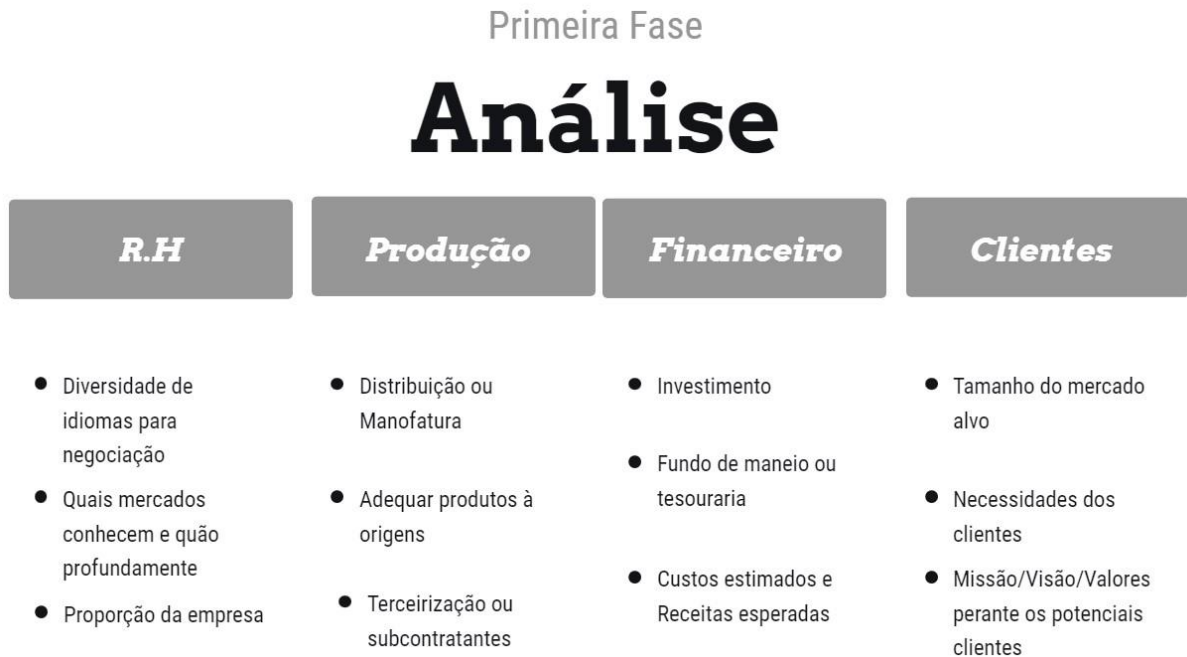 Primeira Fase
Análise
R.H
Produção
Financeiro
Clientes
● Diversidade de
idiomas para
negociação
● Quais mercados
conhecem e quão
profundamente
● Proporção da empresa
● Distribuição ou
Manofatura
● Adequar produtos à
origens
● Terceirização ou
subcontratantes
● Investimento
● Fundo de maneio ou
tesouraria
● Custos estimados e
Receitas esperadas
● Tamanho do mercado
alvo
● Necessidades dos
clientes
● Missão/Visão/Valores
perante os potenciais
clientes